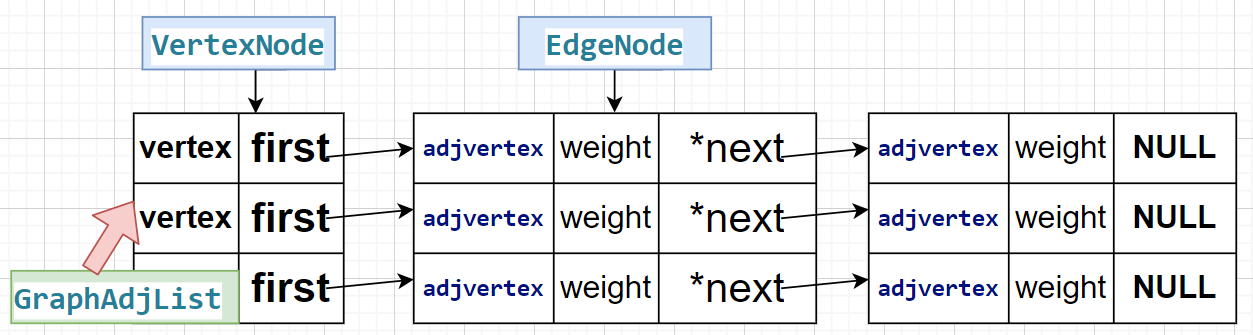 VertexNode EdgeNode
vertex first adjvertex weight *next adjvertex weight NULL
vertex first adjvertex weight *next adjvertex weight NULL
GraphAdjList first adjvertex weight *next adjvertex weight NULL